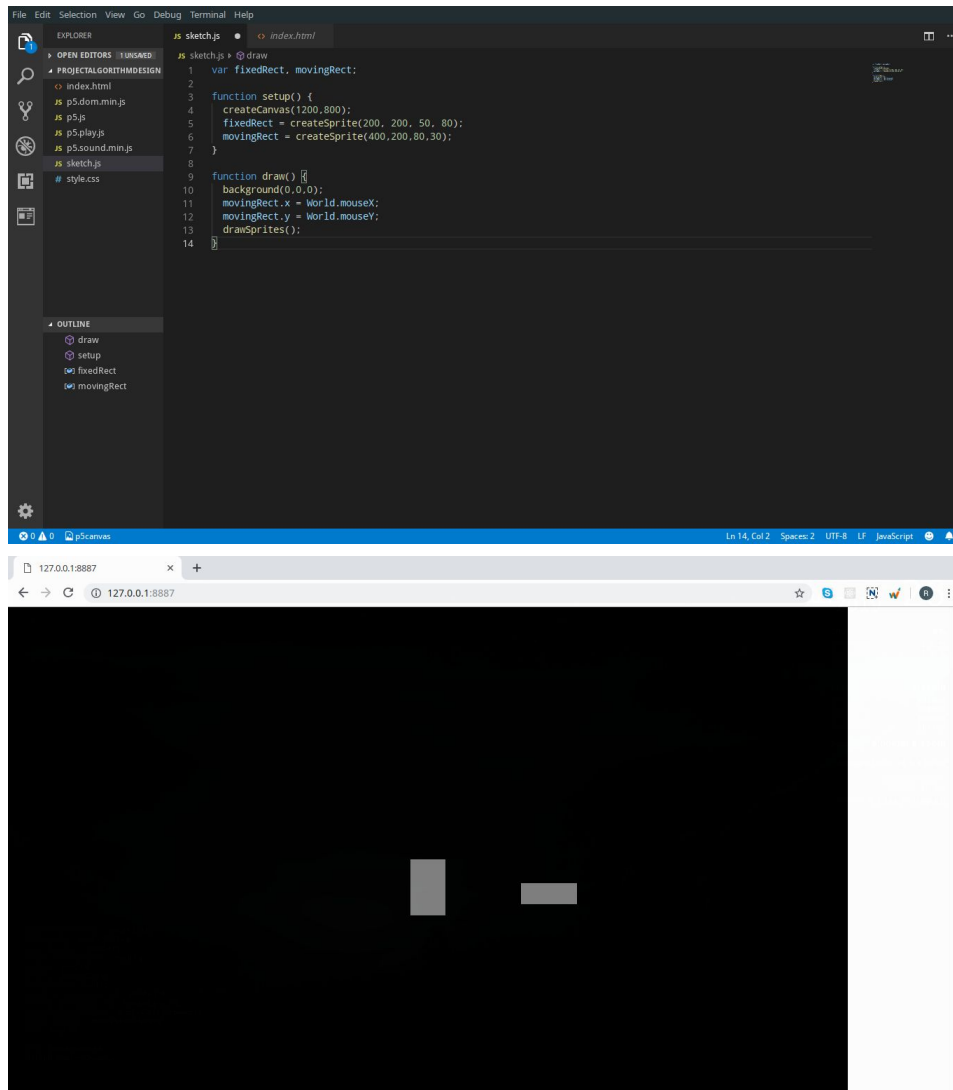 File Edit Selection View Go Debug Terminal Help
EXPLORER
OPEN EDITORS 1 UNSAVED
PROJECTALGORITHMDESIGN
<> index.html
JS p5.dom.min.js
JS p5.js
JS p5.play.js
JS p5.sound.min.js
JS sketch.js
# style.css
OUTLINE
draw
setup
fixedRect
movingRect
JS sketch.js ● <> index.html
JS sketch.js ▸ draw
1 var fixedRect, movingRect;
2
3 function setup() {
4 createCanvas(1200,800);
5 fixedRect = createSprite(200, 200, 50, 80);
6 movingRect = createSprite(400,200,80,30);
7 }
8
9 function draw() {
10 background(0,0,0);
11 movingRect.x = World.mouseX;
12 movingRect.y = World.mouseY;
13 drawSprites();
14 }
0 0 p5canvas Ln 14, Col 2 Spaces: 2 UTF-8 LF JavaScript
127.0.0.1:8887 × +
127.0.0.1:8887 S N w R